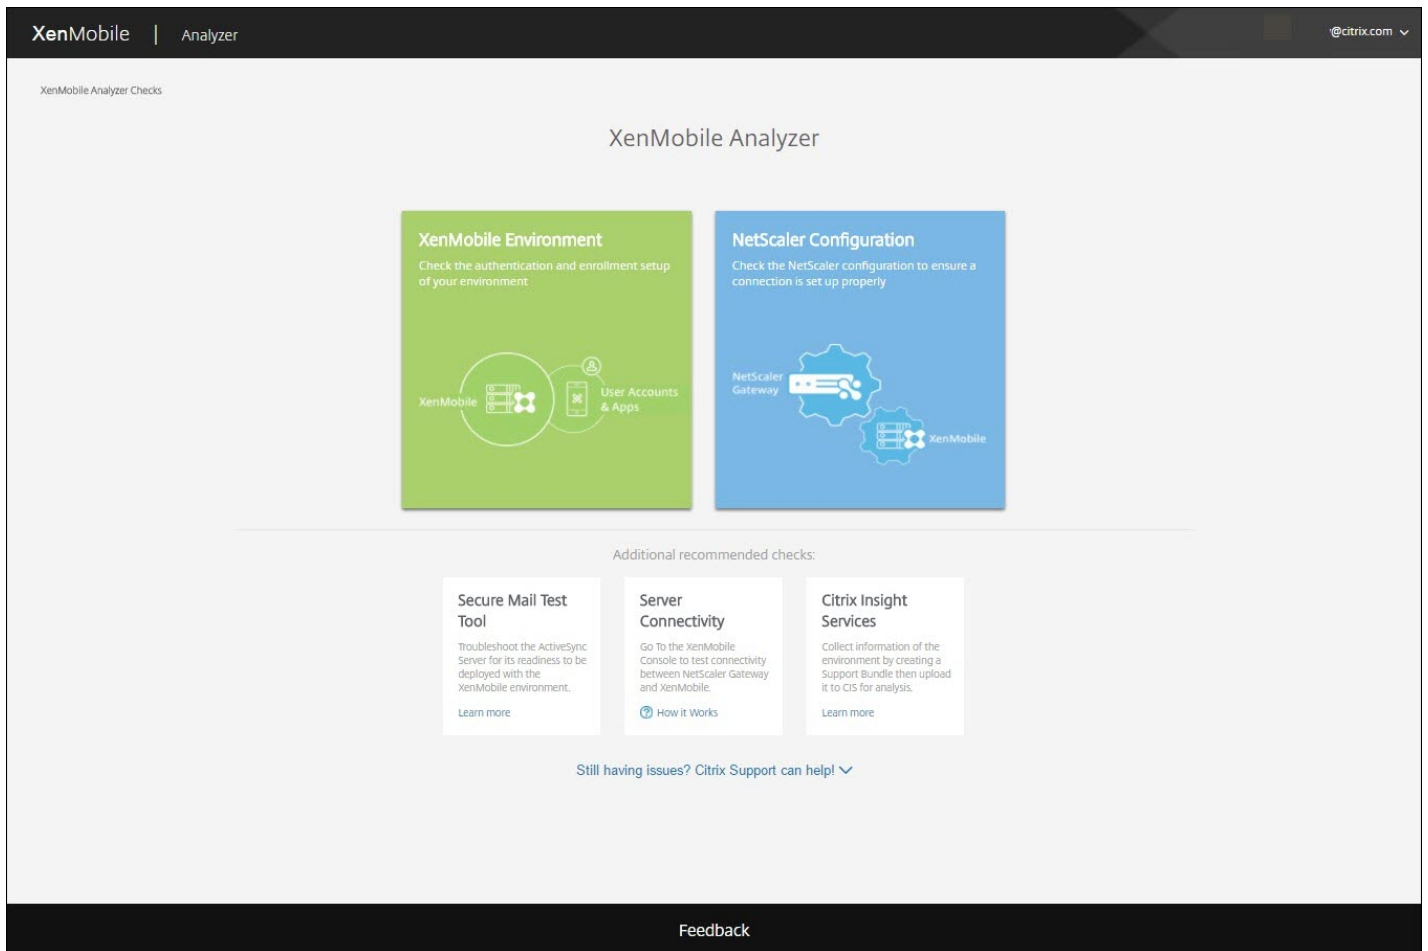 XenMobile | Analyzer
@citrix.com
XenMobile Analyzer Checks
XenMobile Analyzer
XenMobile Environment
Check the authentication and enrollment setup
of your environment
XenMobile
User Accounts
& Apps
NetScaler Configuration
Check the NetScaler configuration to ensure a
connection is set up properly
NetScaler
Gateway
XenMobile
Additional recommended checks:
Secure Mail Test
Tool
Troubleshoot the ActiveSync
Server for its readiness to be
deployed with the
XenMobile environment.
Learn more
Server
Connectivity
Go To the XenMobile
Console to test connectivity
between NetScaler Gateway
and XenMobile.
? How it Works
Citrix Insight
Services
Collect information of the
environment by creating a
Support Bundle then upload
it to CIS for analysis.
Learn more
Still having issues? Citrix Support can help!
Feedback